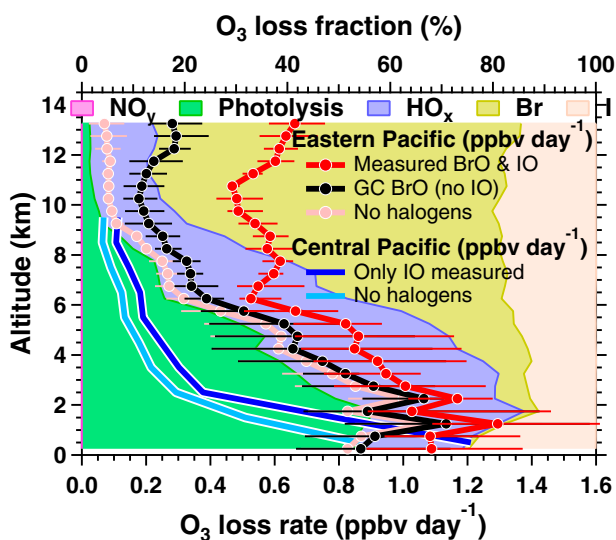 O₃ loss fraction (%)
0 20 40 60 80 100
14
12
10
8
6
4
2
0
Altitude (km)
NOy Photolysis HOₓ Br I
Eastern Pacific (ppbv day⁻¹)
Measured BrO & IO
GC BrO (no IO)
No halogens
Central Pacific (ppbv day⁻¹)
Only IO measured
No halogens
0.0 0.2 0.4 0.6 0.8 1.0 1.2 1.4 1.6
O₃ loss rate (ppbv day⁻¹)